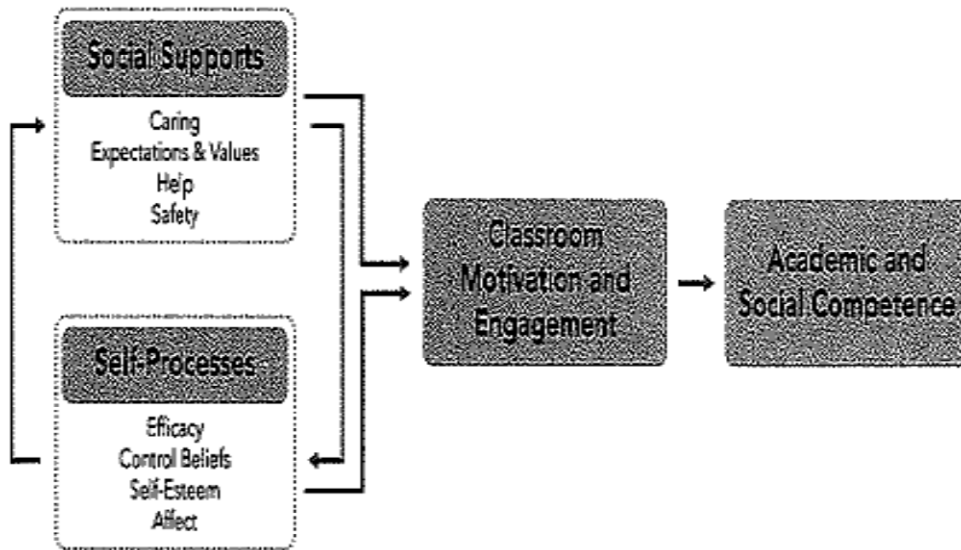 Social Supports
Caring
Expectations & Values
Help
Safety
Self-Processes
Efficacy
Control Beliefs
Self-Esteem
Affect
Classroom
Motivation and
Engagement
Academic and
Social Competence